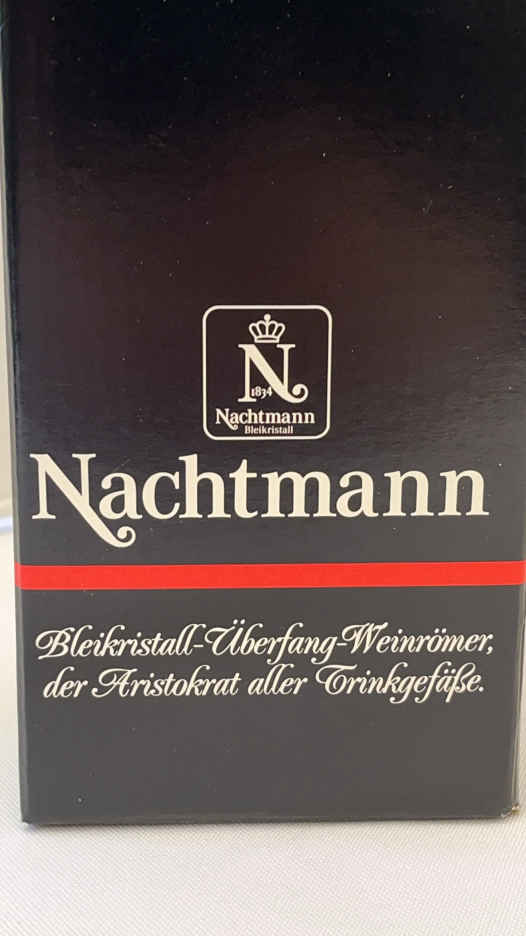 N
1834
Nachtmann
Bleikristall
Nachtmann
Bleikristall-Überfang-Weinrömer,
der Aristokrat aller Trinkgefäße.